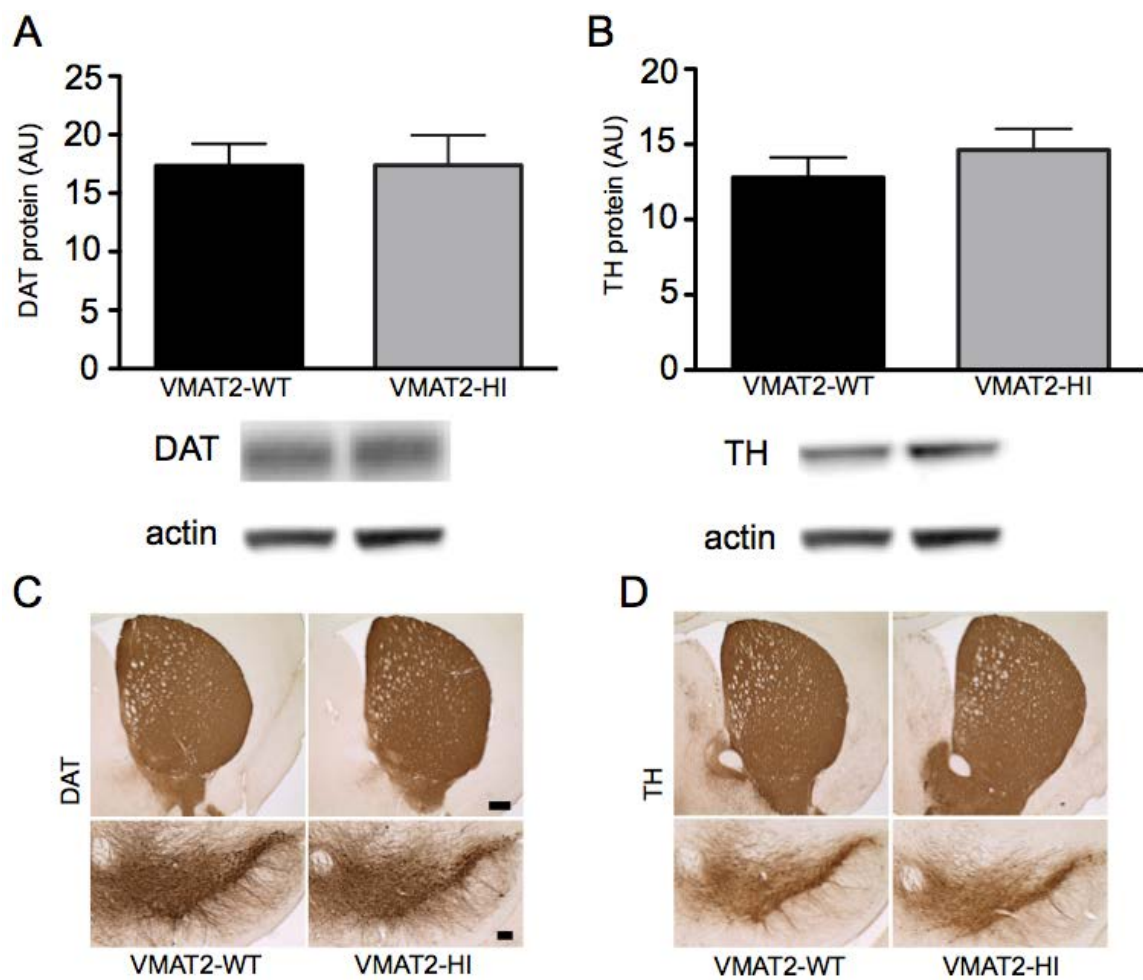 A
DAT protein (AU)
25
20
15
10
5
0
VMAT2-WT VMAT2-HI
DAT
actin
B
TH protein (AU)
20
15
10
5
0
VMAT2-WT VMAT2-HI
TH
actin
C
DAT
VMAT2-WT VMAT2-HI
D
TH
VMAT2-WT VMAT2-HI